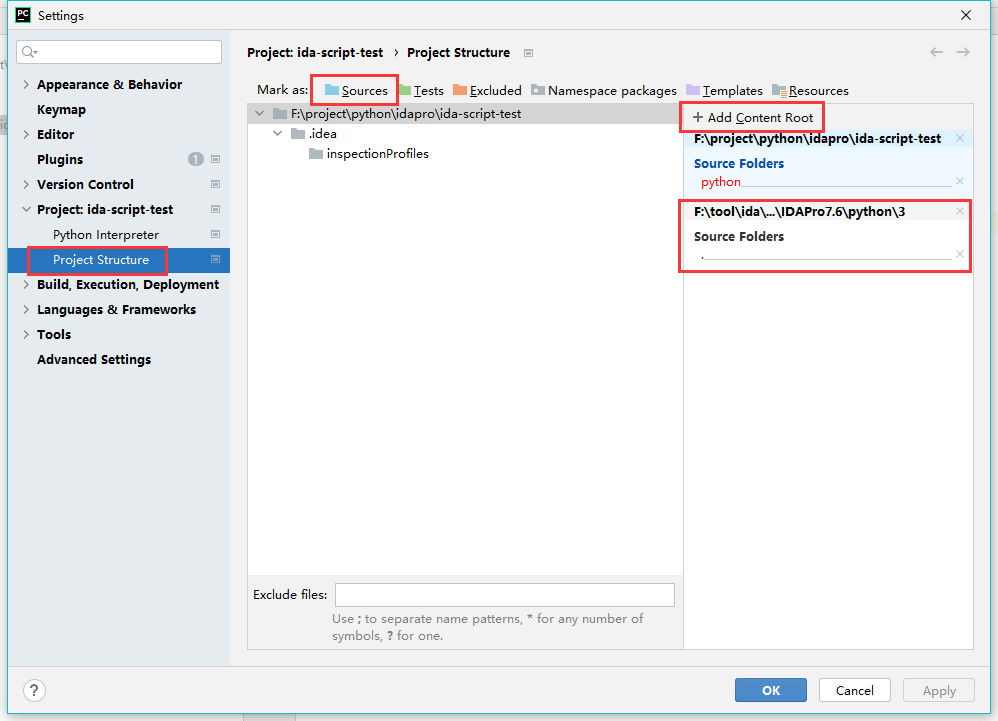 PC Settings
Appearance & Behavior
Keymap
Editor
Plugins 1
Version Control
Project: ida-script-test
Python Interpreter
Project Structure
Build, Execution, Deployment
Languages & Frameworks
Tools
Advanced Settings
Project: ida-script-test › Project Structure
Mark as: Sources Tests Excluded Namespace packages Templates Resources
F:\project\python\idapro\ida-script-test
.idea
inspectionProfiles
+ Add Content Root
F:\project\python\idapro\ida-script-test
Source Folders
python
F:\tool\ida\...\IDAPro7.6\python\3
Source Folders
.
Exclude files:
Use ; to separate name patterns, * for any number of
symbols, ? for one.
?
OK Cancel Apply